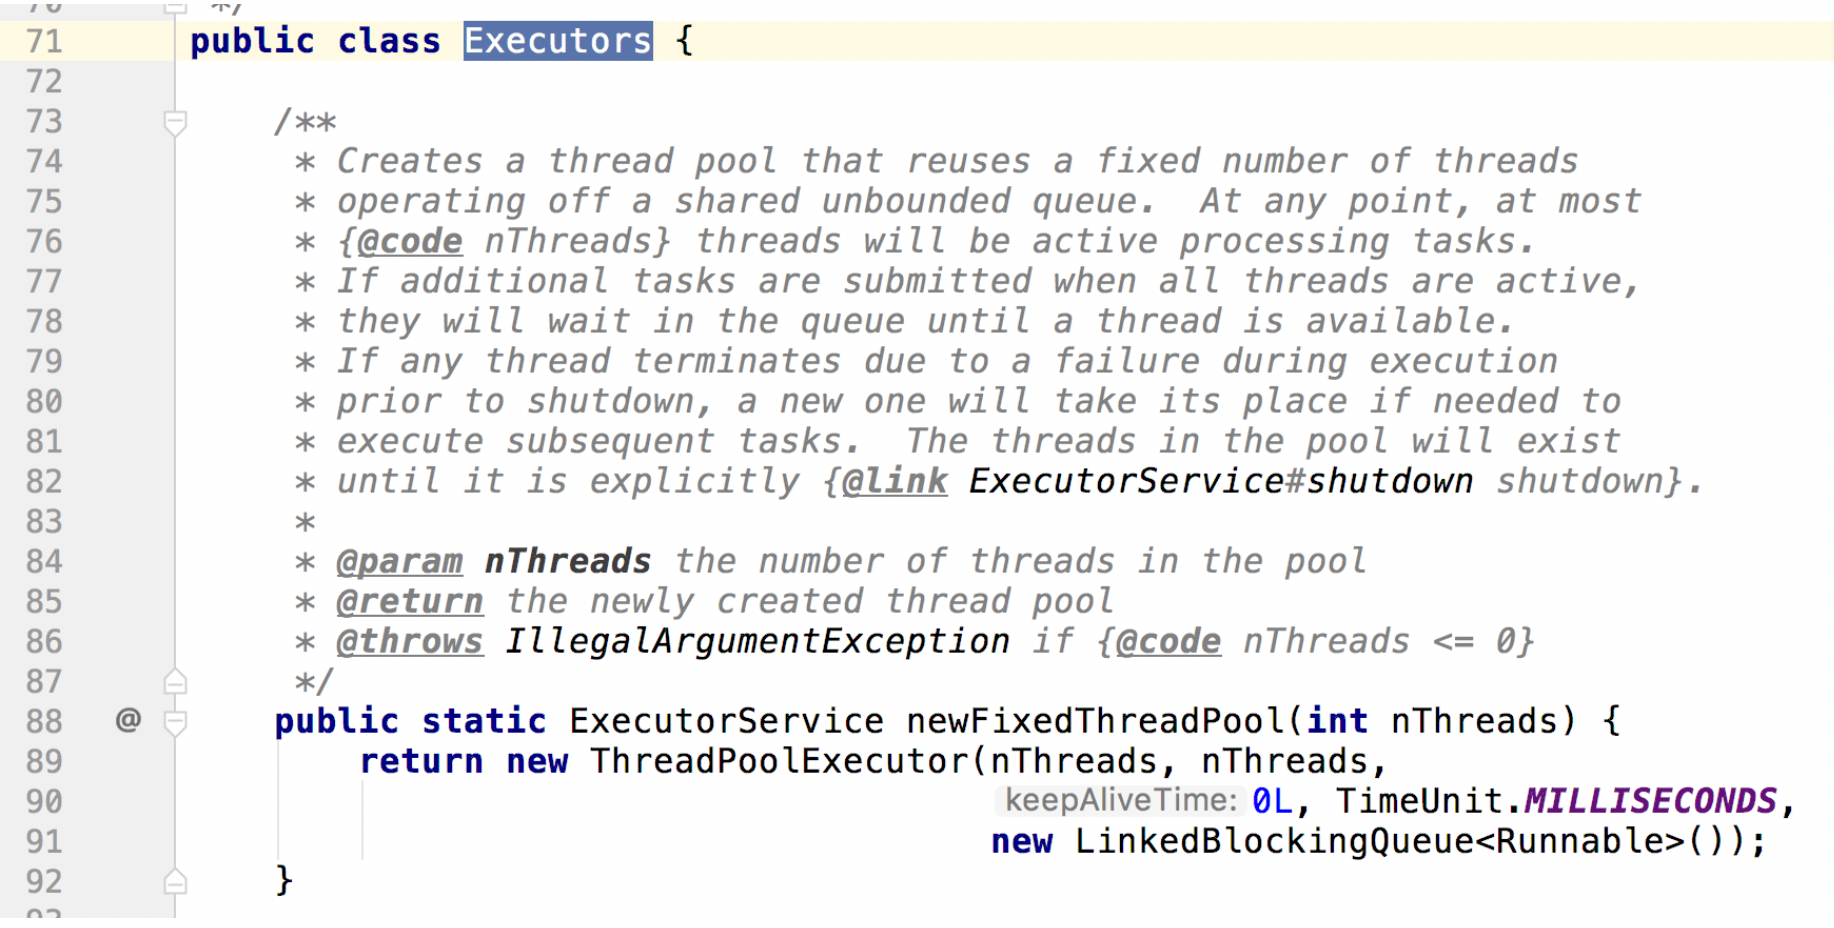 */
71 public class Executors {
72
73 /**
74 * Creates a thread pool that reuses a fixed number of threads
75 * operating off a shared unbounded queue.  At any point, at most
76 * {@code nThreads} threads will be active processing tasks.
77 * If additional tasks are submitted when all threads are active,
78 * they will wait in the queue until a thread is available.
79 * If any thread terminates due to a failure during execution
80 * prior to shutdown, a new one will take its place if needed to
81 * execute subsequent tasks.  The threads in the pool will exist
82 * until it is explicitly {@link ExecutorService#shutdown shutdown}.
83 *
84 * @param nThreads the number of threads in the pool
85 * @return the newly created thread pool
86 * @throws IllegalArgumentException if {@code nThreads <= 0}
87 */
88 @ public static ExecutorService newFixedThreadPool(int nThreads) {
89 return new ThreadPoolExecutor(nThreads, nThreads,
90 keepAliveTime: 0L, TimeUnit.MILLISECONDS,
91 new LinkedBlockingQueue<Runnable>());
92 }